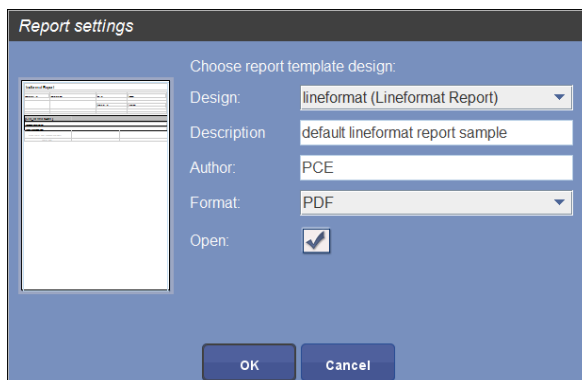 Report settings
Choose report template design:
Design: lineformat (Lineformat Report)
Description default lineformat report sample
Author: PCE
Format: PDF
Open:
OK Cancel